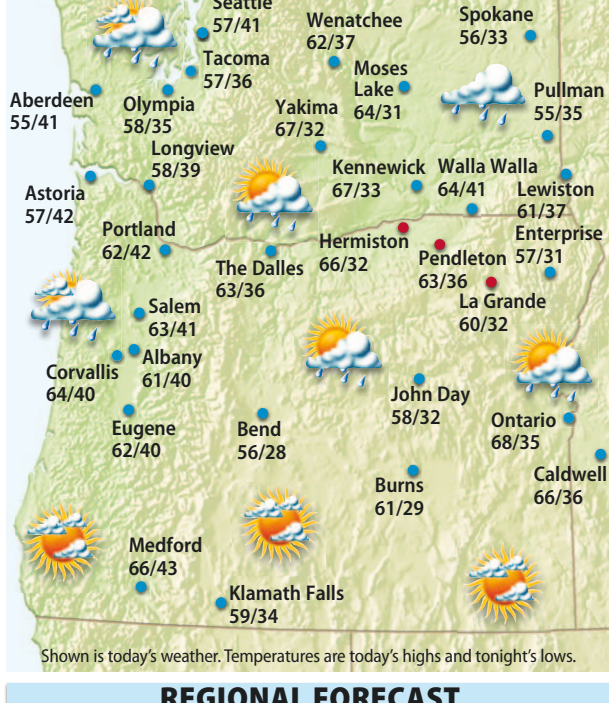 Seattle
57/41
Wenatchee
62/37
Spokane
56/33
Tacoma
57/36
Moses
Lake
64/31
Pullman
55/35
Aberdeen
55/41
Olympia
58/35
Yakima
67/32
Longview
58/39
Kennewick
67/33
Walla Walla
64/41
Lewiston
61/37
Astoria
57/42
Portland
62/42
The Dalles
63/36
Hermiston
66/32
Pendleton
63/36
Enterprise
57/31
La Grande
60/32
Salem
63/41
Albany
61/40
Corvallis
64/40
Eugene
62/40
Bend
56/28
John Day
58/32
Ontario
68/35
Caldwell
66/36
Burns
61/29
Medford
66/43
Klamath Falls
59/34
Shown is today's weather. Temperatures are today's highs and tonight's lows.
REGIONAL FORECAST